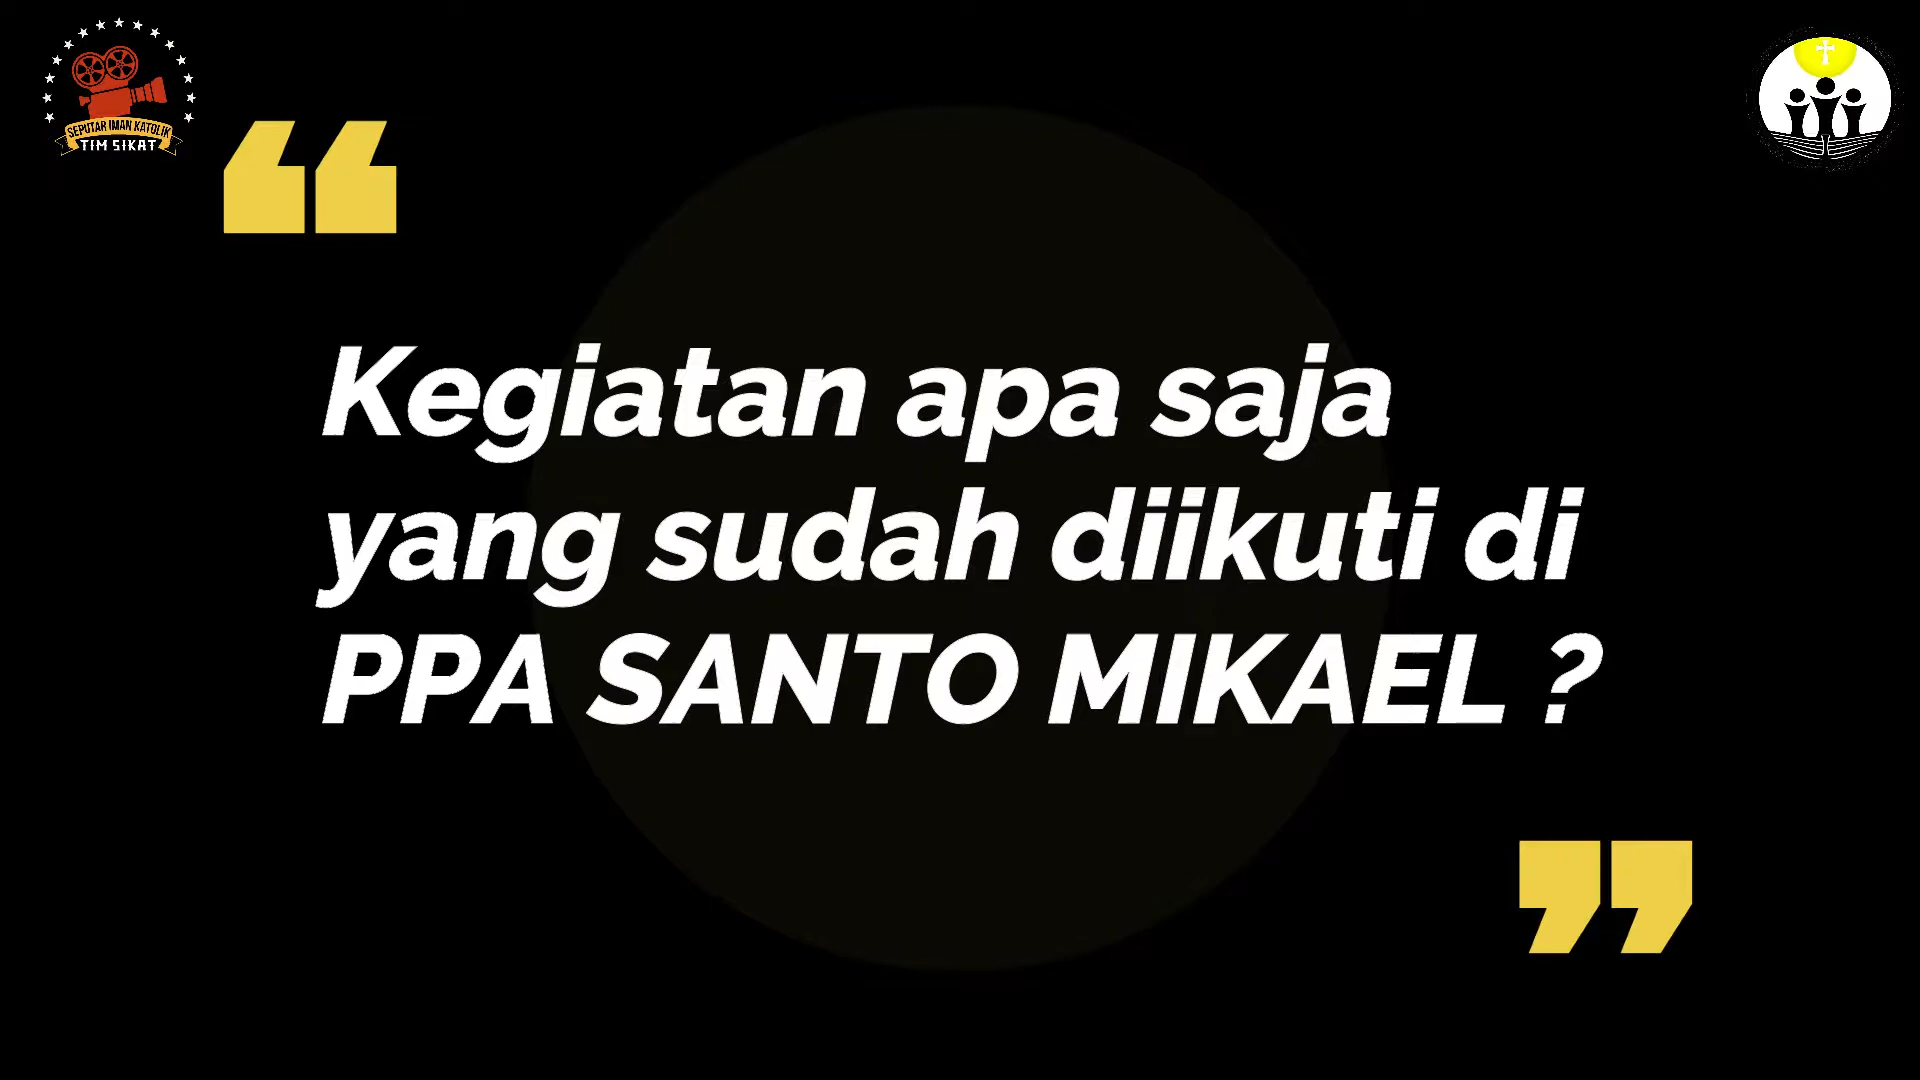 SEPUTAR IMAN KATOLIK
TIM SIKAT
Kegiatan apa saja
yang sudah diikuti di
PPA SANTO MIKAEL ?